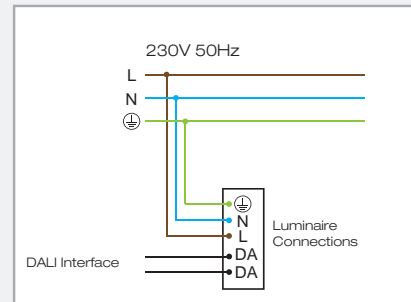 230V 50Hz
L
N
N
L
Luminaire
Connections
DA
DA
DALI Interface